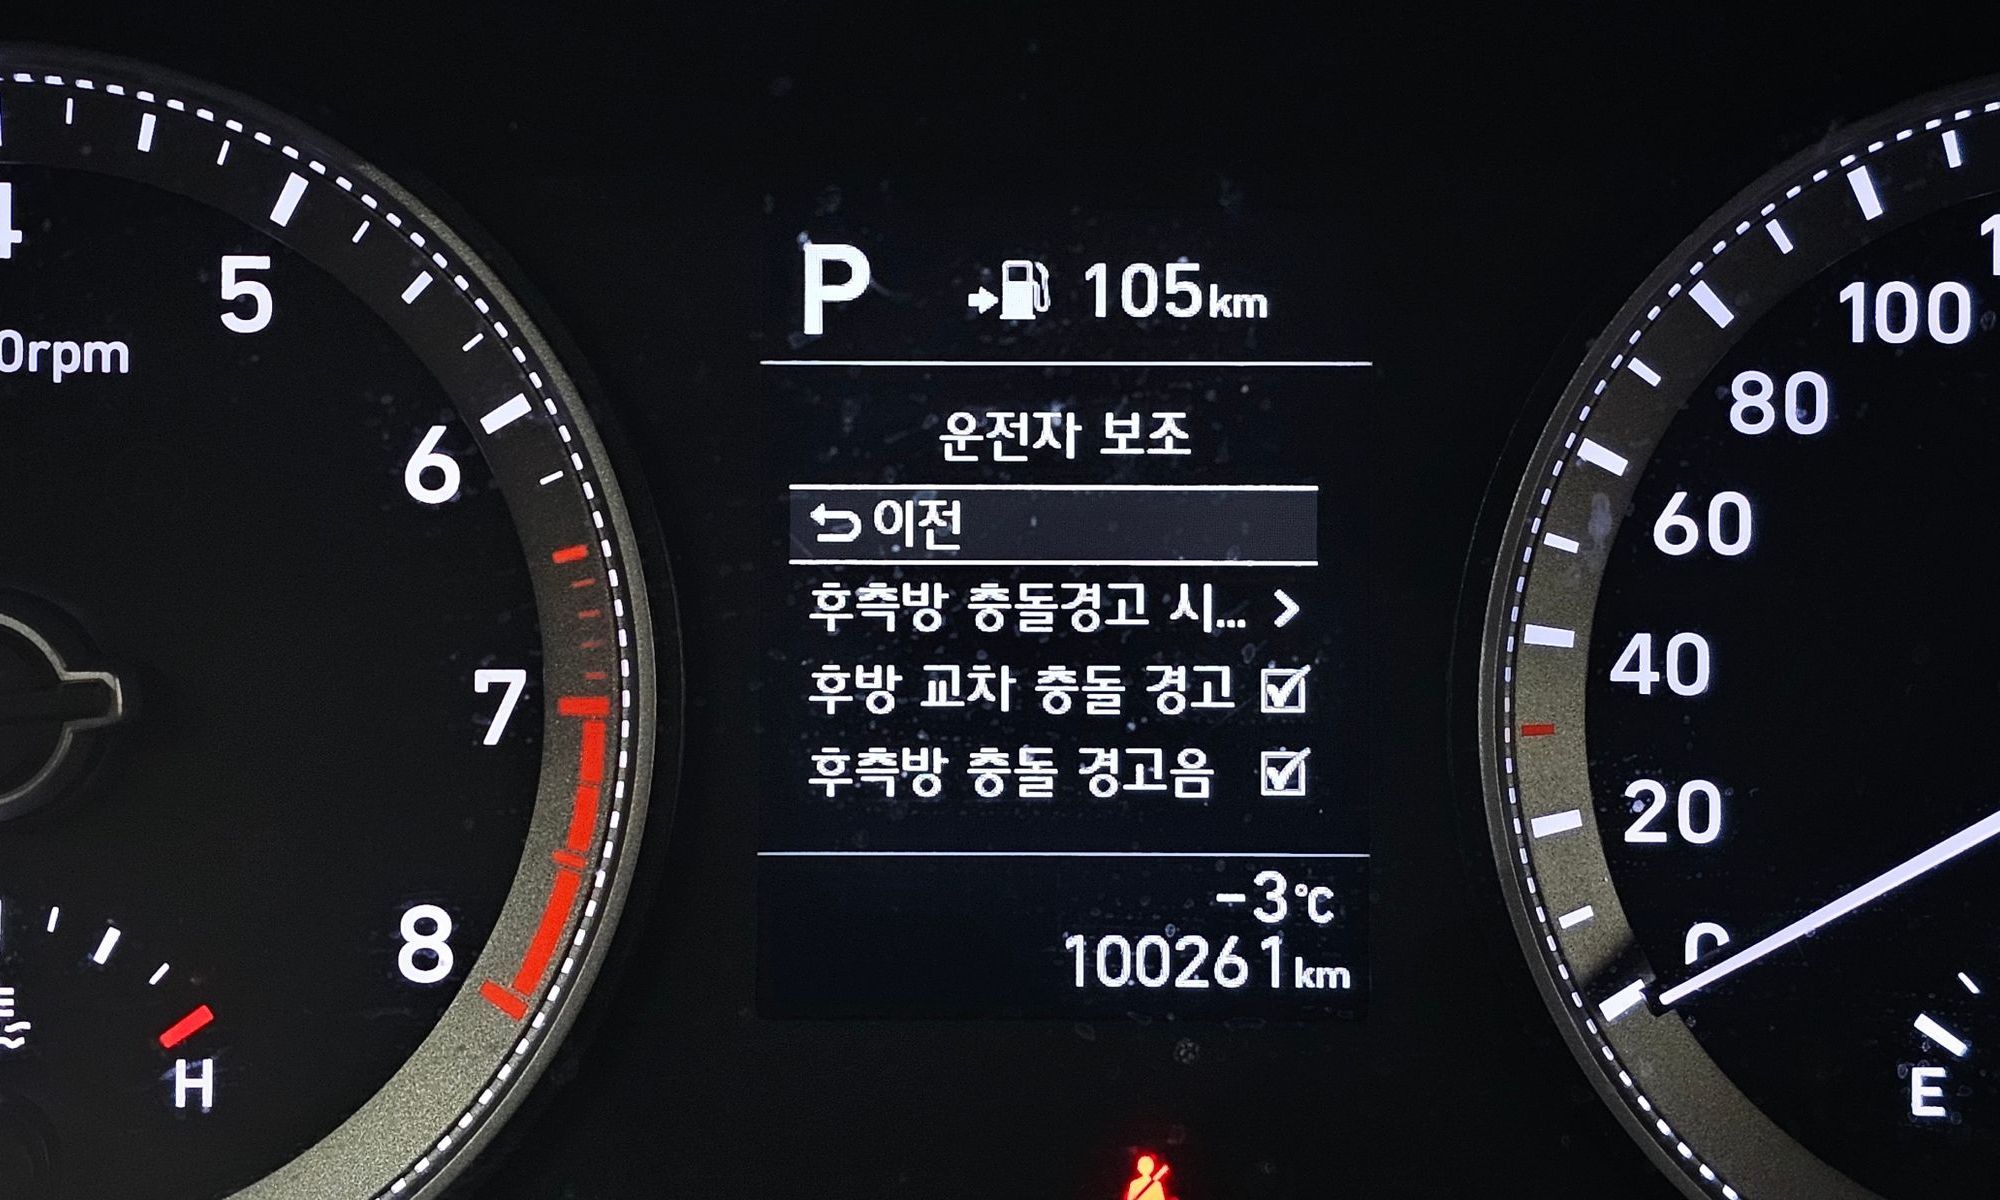 4
5
6
7
8
0rpm
H
P 105km
운전자 보조
이전
후측방 충돌경고 시... >
후방 교차 충돌 경고
후측방 충돌 경고음
-3℃
100261km
100
80
60
40
20
0
E